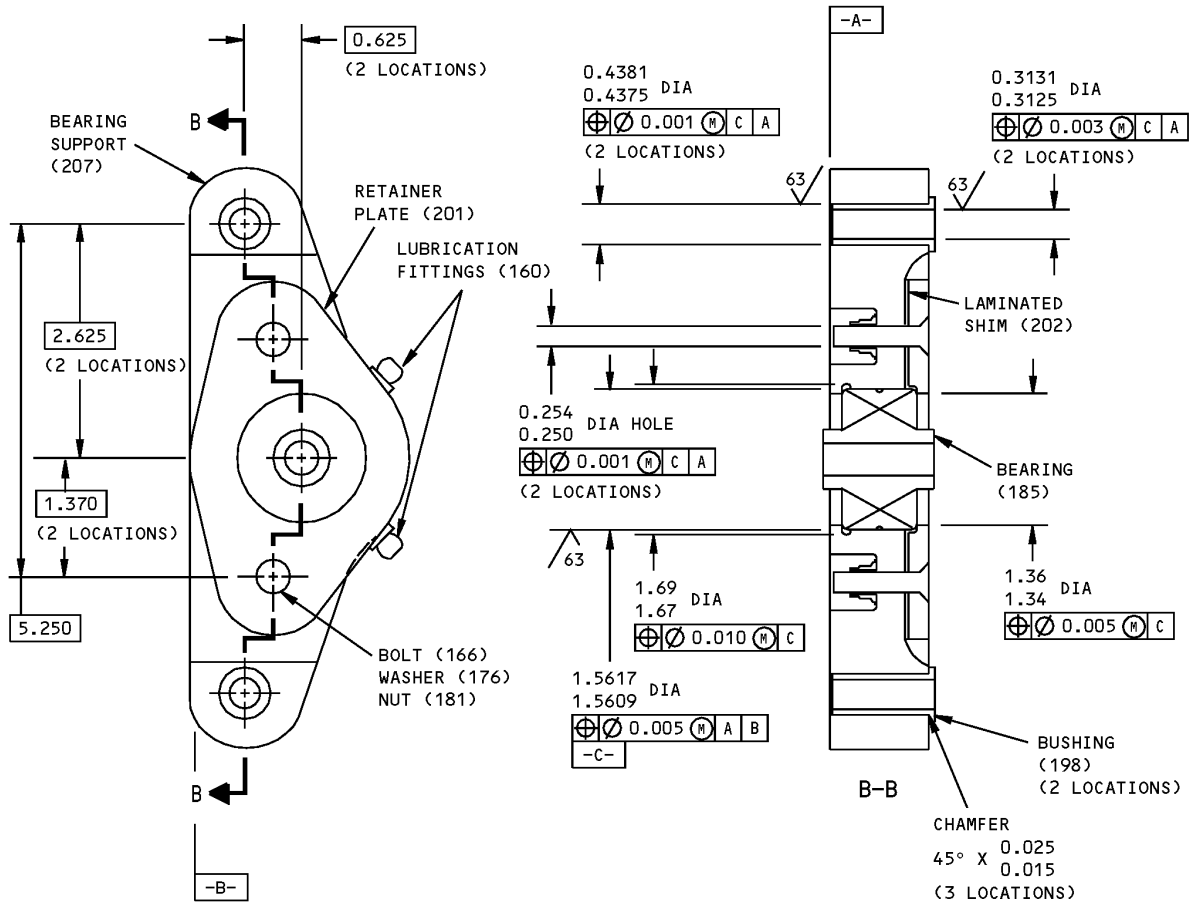 0.625
(2 LOCATIONS)
B
BEARING
SUPPORT
(207)
RETAINER
PLATE (201)
LUBRICATION
FITTINGS (160)
2.625
(2 LOCATIONS)
1.370
(2 LOCATIONS)
5.250
BOLT (166)
WASHER (176)
NUT (181)
B
-B-
-A-
0.4381
0.4375 DIA
⌖ Ø 0.001 Ⓜ C A
(2 LOCATIONS)
63
0.3131
0.3125 DIA
⌖ Ø 0.003 Ⓜ C A
(2 LOCATIONS)
63
LAMINATED
SHIM (202)
0.254
0.250 DIA HOLE
⌖ Ø 0.001 Ⓜ C A
(2 LOCATIONS)
63
BEARING
(185)
1.69
1.67 DIA
⌖ Ø 0.010 Ⓜ C
1.36
1.34 DIA
⌖ Ø 0.005 Ⓜ C
1.5617
1.5609 DIA
⌖ Ø 0.005 Ⓜ A B
-C-
BUSHING
(198)
(2 LOCATIONS)
B-B
CHAMFER
45° X 0.025
0.015
(3 LOCATIONS)